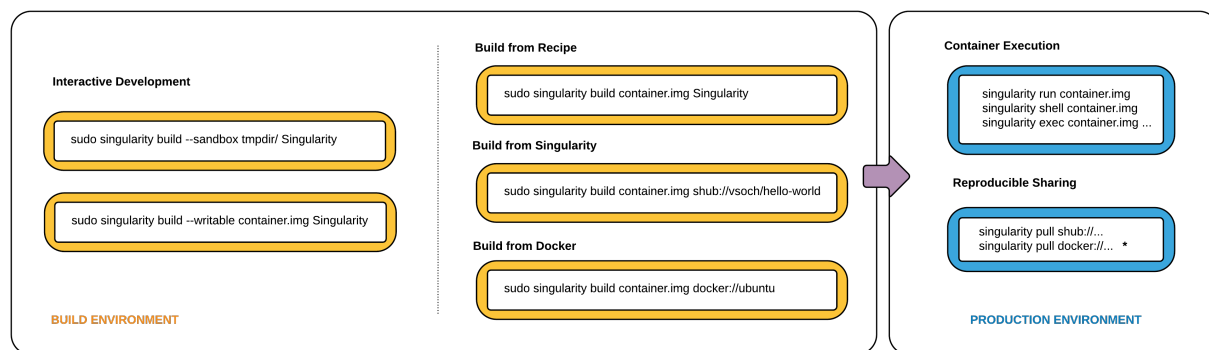 Interactive Development
sudo singularity build --sandbox tmpdir/ Singularity
sudo singularity build --writable container.img Singularity
BUILD ENVIRONMENT
Build from Recipe
sudo singularity build container.img Singularity
Build from Singularity
sudo singularity build container.img shub://vsoch/hello-world
Build from Docker
sudo singularity build container.img docker://ubuntu
Container Execution
singularity run container.img
singularity shell container.img
singularity exec container.img ...
Reproducible Sharing
singularity pull shub://...
singularity pull docker://... *
PRODUCTION ENVIRONMENT